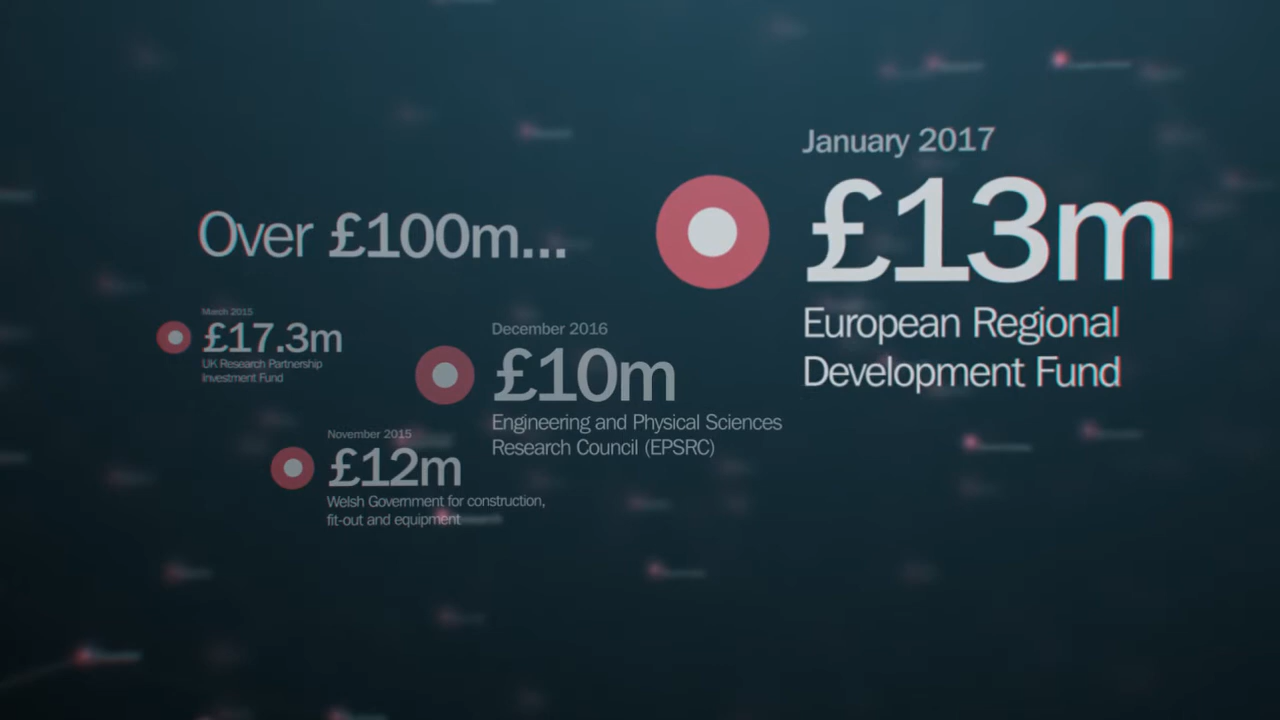 Over £100m...
March 2015
£17.3m
UK Research Partnership
Investment Fund
November 2015
£12m
Welsh Government for construction,
fit-out and equipment
December 2016
£10m
Engineering and Physical Sciences
Research Council (EPSRC)
January 2017
£13m
European Regional
Development Fund